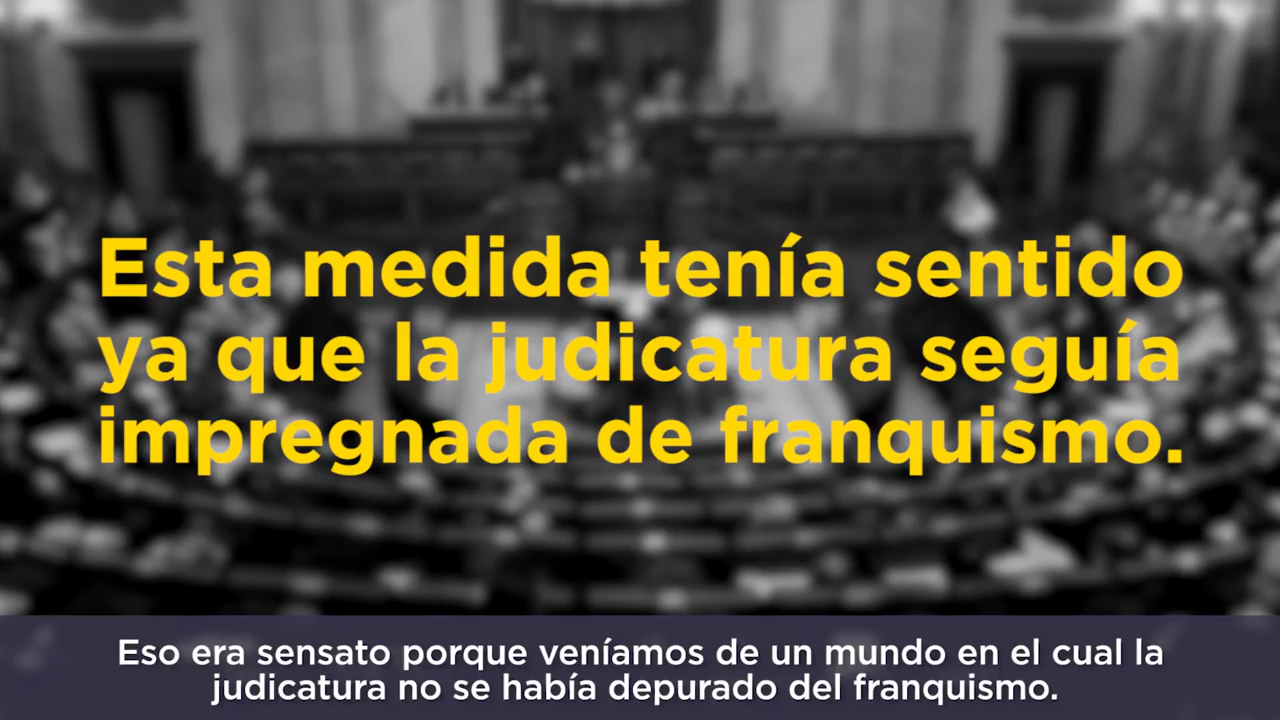 Esta medida tenía sentido
ya que la judicatura seguía
impregnada de franquismo.
Eso era sensato porque veníamos de un mundo en el cual la
judicatura no se había depurado del franquismo.